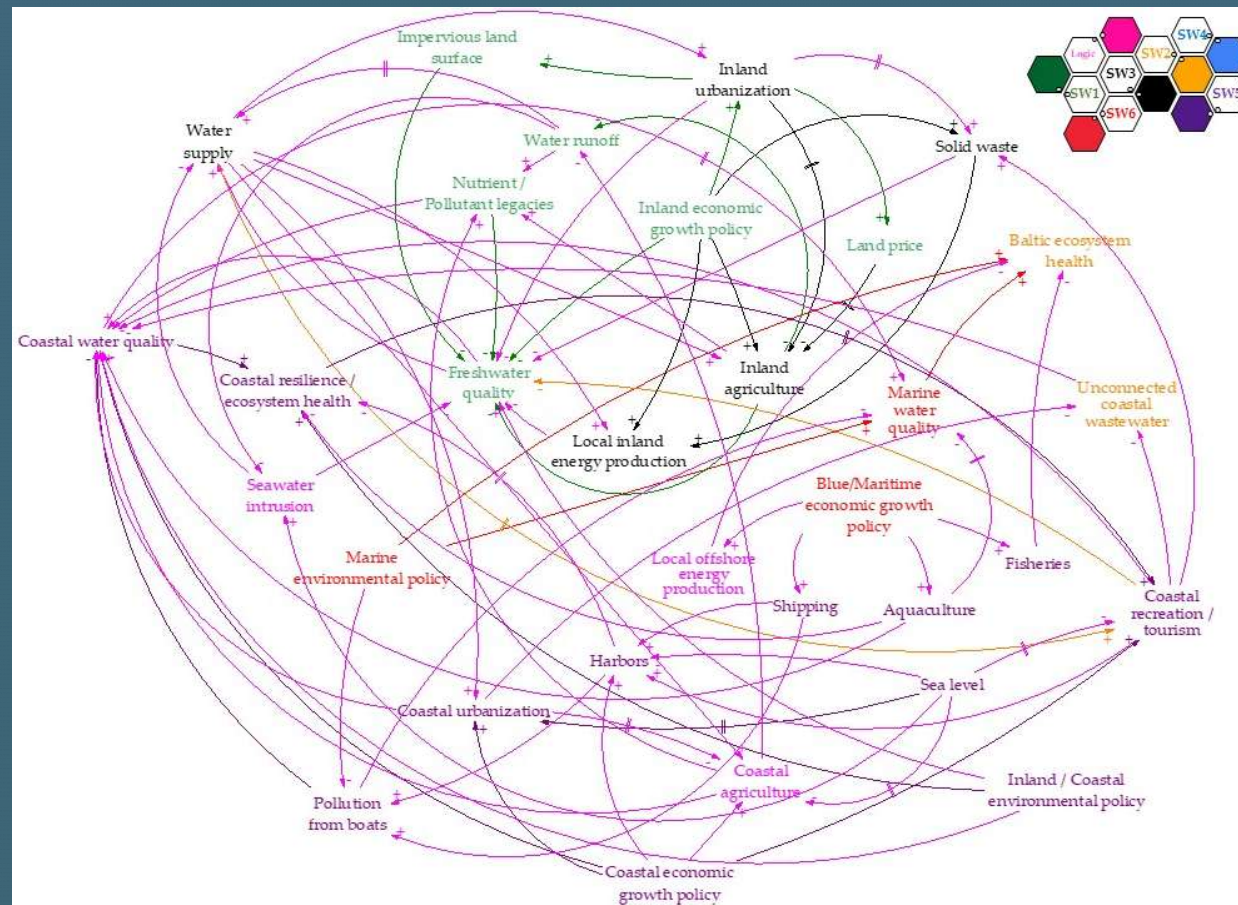 Impervious land
surface
Inland
urbanization
Logic
SW2
SW4
SW3
SW1
SW5
SW6
Water
supply
Water runoff
Solid waste
Nutrient /
Pollutant legacies
Inland economic
growth policy
Land price
Baltic ecosystem
health
Coastal water quality
Coastal resilience /
ecosystem health
Freshwater
quality
Inland
agriculture
Marine
water
quality
Unconnected
coastal
wastewater
Local inland
energy production
Seawater
intrusion
Blue/Maritime
economic growth
policy
Marine
environmental policy
Local offshore
energy
production
Fisheries
Shipping
Aquaculture
Coastal
recreation /
tourism
Harbors
Sea level
Coastal urbanization
Coastal
agriculture
Inland / Coastal
environmental policy
Pollution
from boats
Coastal economic
growth policy